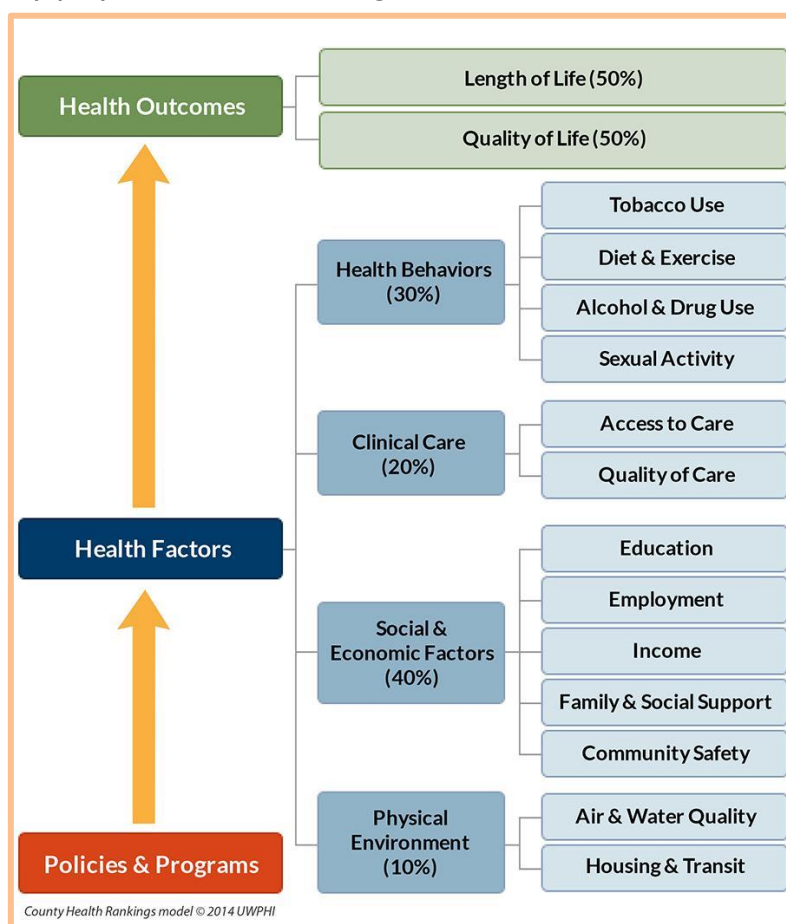 Health Outcomes
Length of Life (50%)
Quality of Life (50%)
Health Behaviors
(30%)
Tobacco Use
Diet & Exercise
Alcohol & Drug Use
Sexual Activity
Clinical Care
(20%)
Access to Care
Quality of Care
Health Factors
Social &
Economic Factors
(40%)
Education
Employment
Income
Family & Social Support
Community Safety
Physical
Environment
(10%)
Air & Water Quality
Housing & Transit
Policies & Programs
County Health Rankings model © 2014 UWPHI